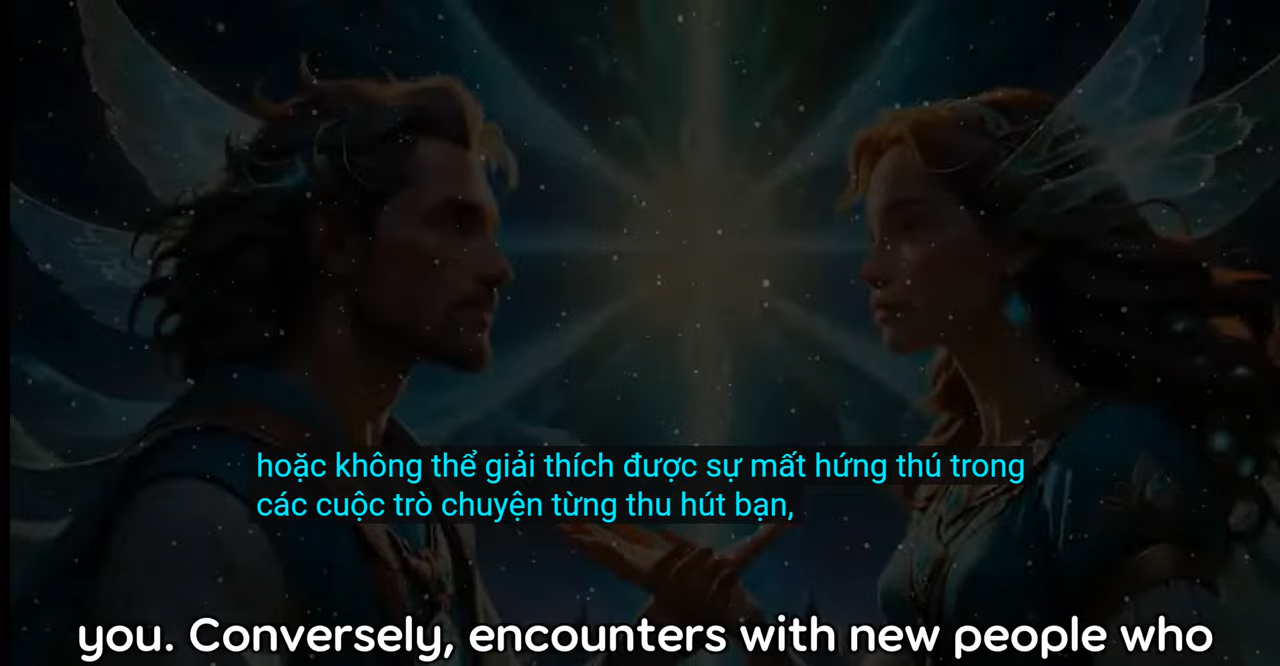 hoặc không thể giải thích được sự mất hứng thú trong
các cuộc trò chuyện từng thu hút bạn,
you. Conversely, encounters with new people who